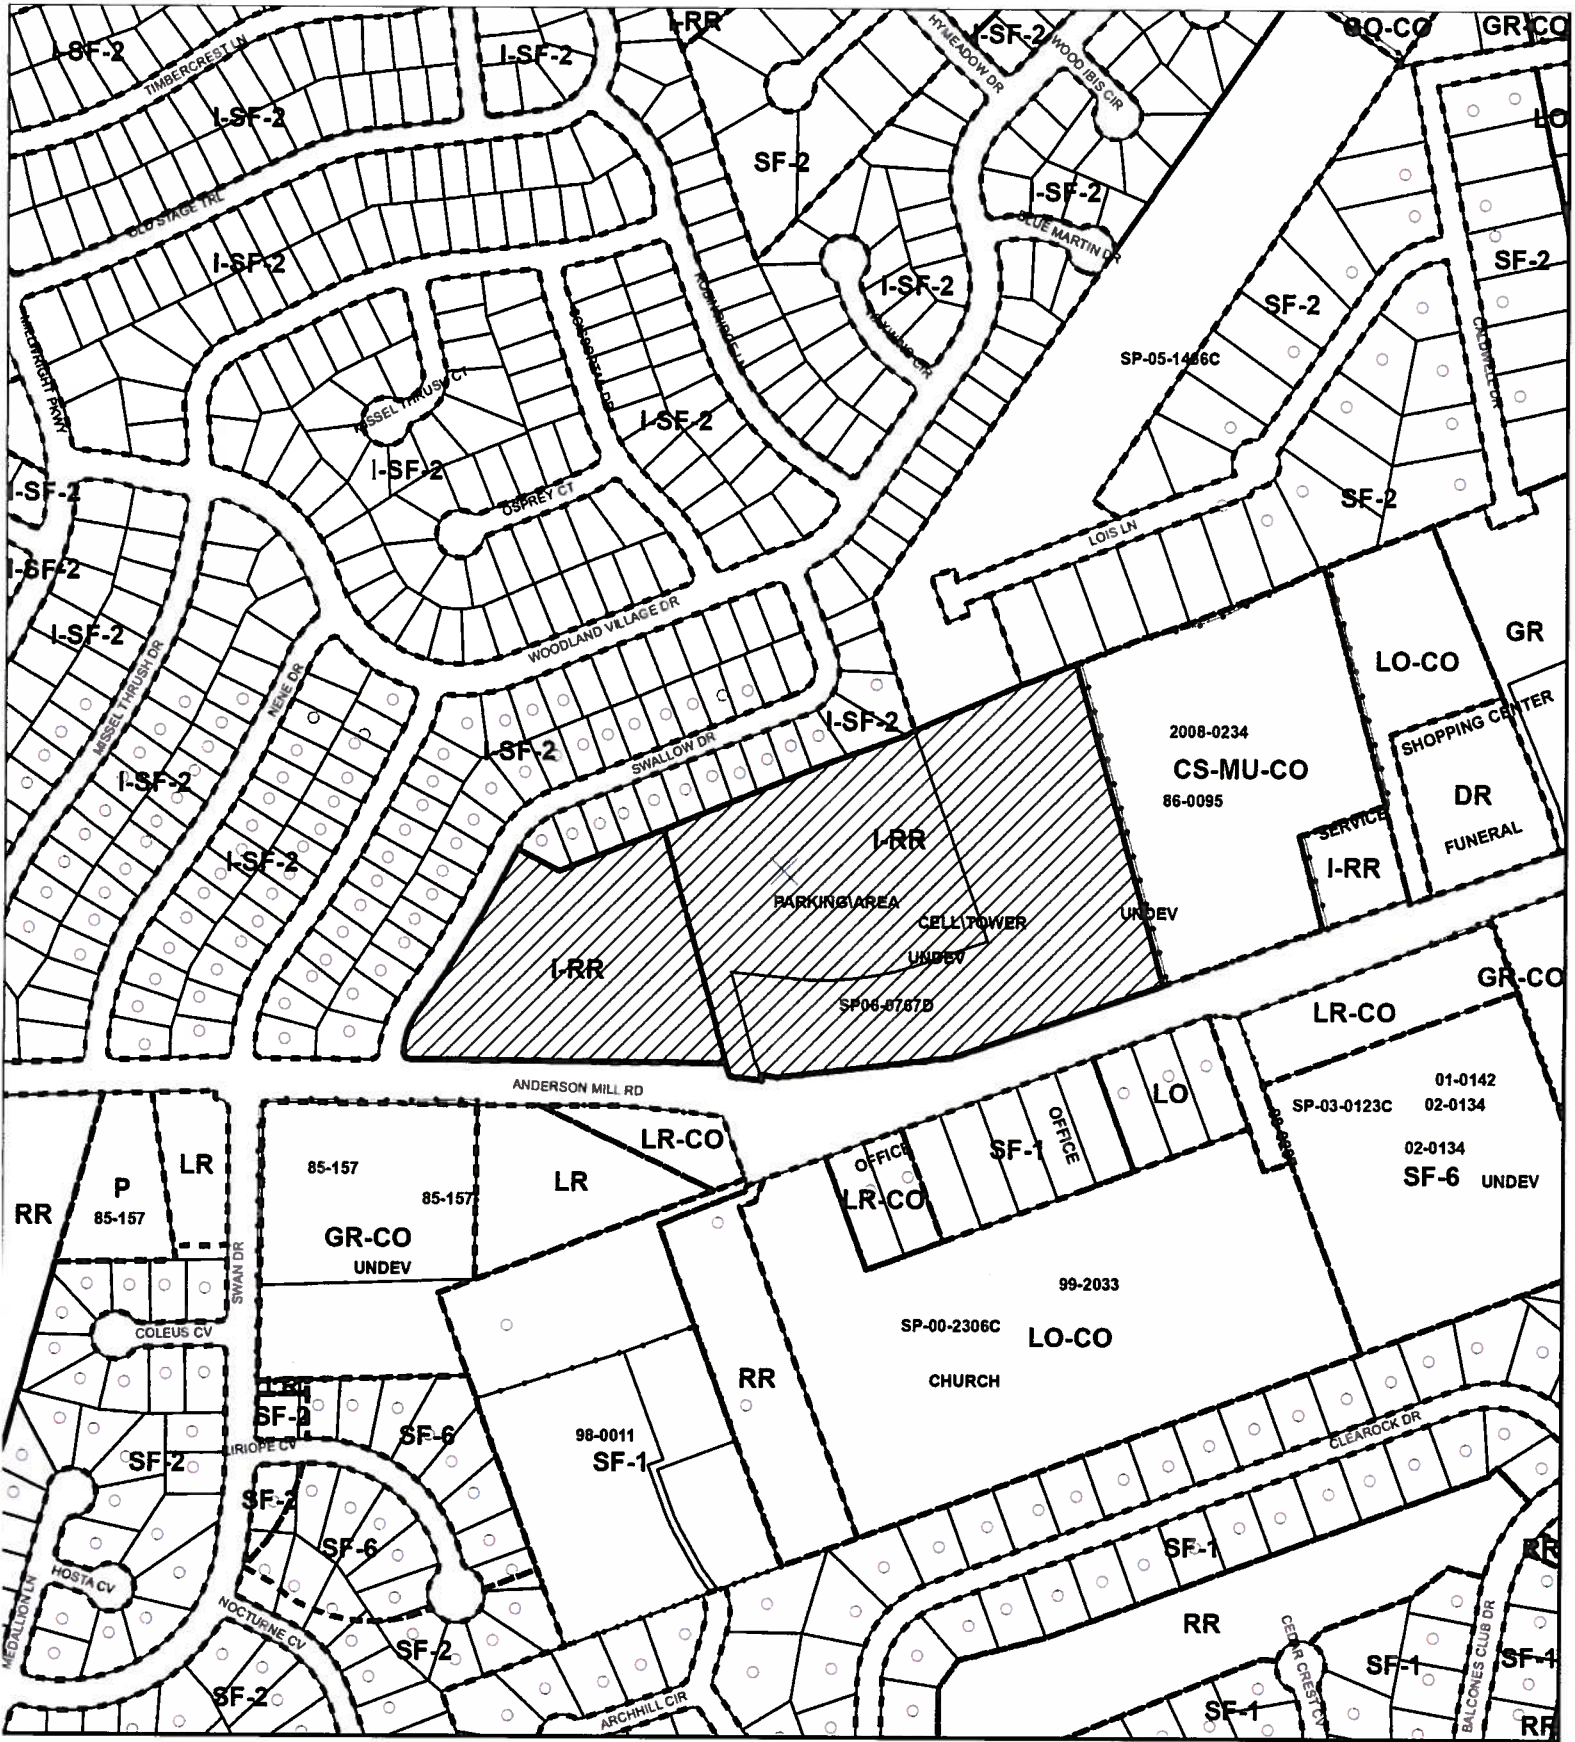 I-SF-2
TIMBERCREST LN
I-SF-2
I-RR
HYMEADOW DR
I-SF-2
WOOD IBIS CIR
GO-CO
GR-CO
I-SF-2
LO
SF-2
I-SF-2
OLD STAGE TRL
BLUE MARTIN DR
I-SF-2
I-SF-2
SF-2
SF-2
MILLWRIGHT PKWY
SP-05-1466C
CALDWELL DR
MISSEL THRUSH CT
I-SF-2
I-SF-2
I-SF-2
OSPREY CT
SF-2
LOIS LN
I-SF-2
I-SF-2
WOODLAND VILLAGE DR
GR
LO-CO
MISSEL THRUSH DR
NENE DR
I-SF-2
I-SF-2
SWALLOW DR
2008-0234
CS-MU-CO
86-0095
SHOPPING CENTER
DR
FUNERAL
I-SF-2
I-SF-2
I-RR
SERVICE
I-RR
PARKING AREA
CELL TOWER
UNDEV
UNDEV
I-RR
SP06-0767D
GR-CO
LR-CO
ANDERSON MILL RD
LO
01-0142
SP-03-0123C
02-0134
LR-CO
OFFICE
SF-1
OFFICE
02-0134
SF-6
UNDEV
LR
P
85-157
RR
85-157
85-157
LR
LR-CO
GR-CO
UNDEV
SWAN DR
99-2033
SP-00-2306C
LO-CO
COLEUS CV
RR
CHURCH
SF-2
SF-6
98-0011
SF-1
CLEAROCK DR
LIRIOPE CV
SF-2
SF-2
SF-6
SF-1
RR
HOSTA CV
MEDALLION LN
NOCTURNE CV
SF-2
RR
CEDAR CREST CV
SF-1
BALCONES CLUB DR
SF-1
SF-2
ARCHHILL CIR
SF-1
RR